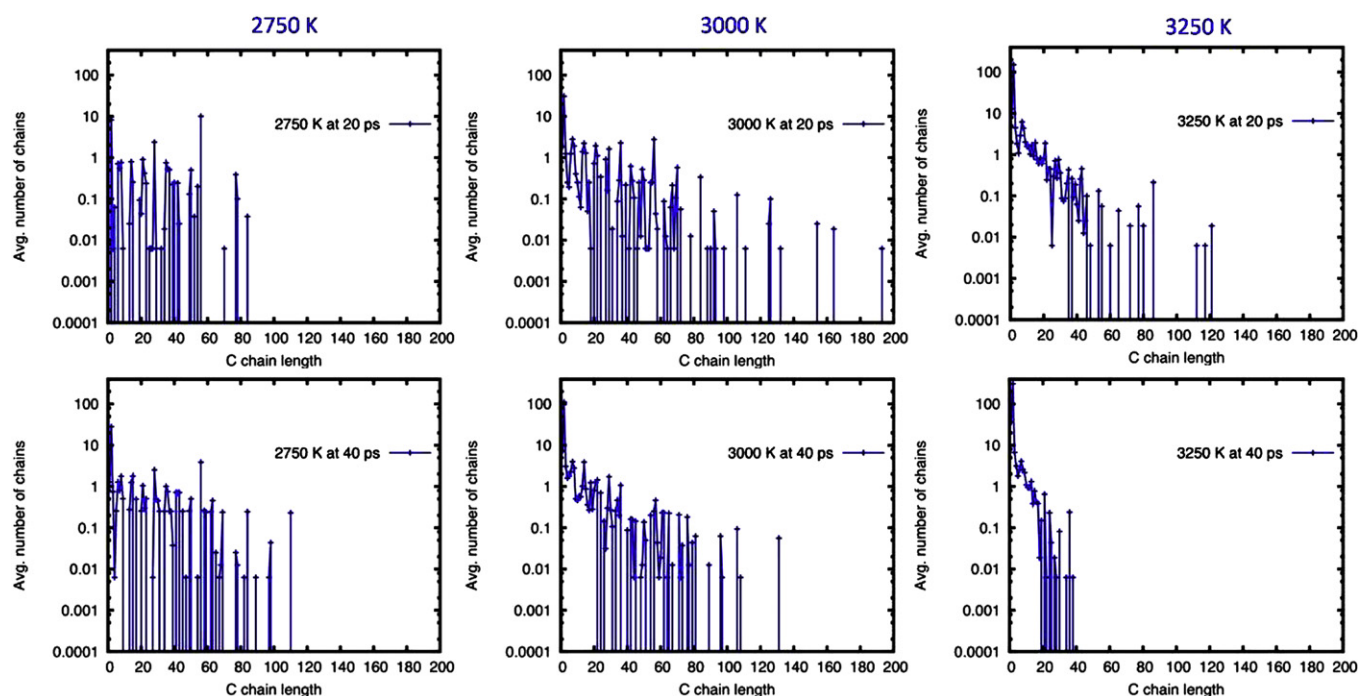 2750 K
3000 K
3250 K
Avg. number of chains
100
10
1
0.1
0.01
0.001
0.0001
2750 K at 20 ps
0 20 40 60 80 100 120 140 160 180 200
C chain length
Avg. number of chains
100
10
1
0.1
0.01
0.001
0.0001
3000 K at 20 ps
0 20 40 60 80 100 120 140 160 180 200
C chain length
Avg. number of chains
100
10
1
0.1
0.01
0.001
0.0001
3250 K at 20 ps
0 20 40 60 80 100 120 140 160 180 200
C chain length
Avg. number of chains
100
10
1
0.1
0.01
0.001
0.0001
2750 K at 40 ps
0 20 40 60 80 100 120 140 160 180 200
C chain length
Avg. number of chains
100
10
1
0.1
0.01
0.001
0.0001
3000 K at 40 ps
0 20 40 60 80 100 120 140 160 180 200
C chain length
Avg. number of chains
100
10
1
0.1
0.01
0.001
0.0001
3250 K at 40 ps
0 20 40 60 80 100 120 140 160 180 200
C chain length